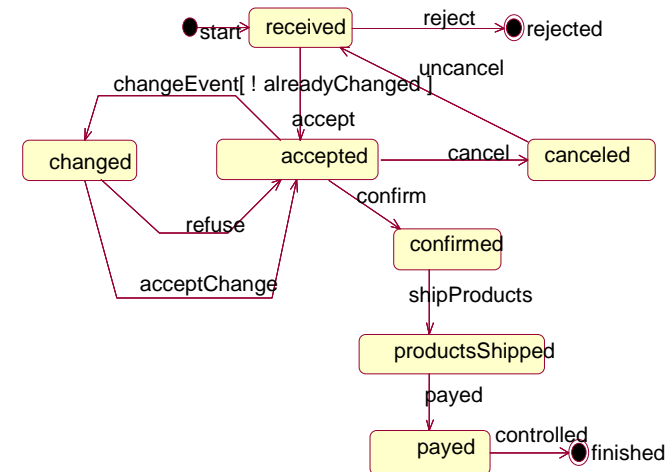 start
received
reject
rejected
uncancel
changeEvent[ ! alreadyChanged ]
accept
changed
accepted
cancel
canceled
confirm
refuse
confirmed
acceptChange
shipProducts
productsShipped
payed
payed
controlled
finished